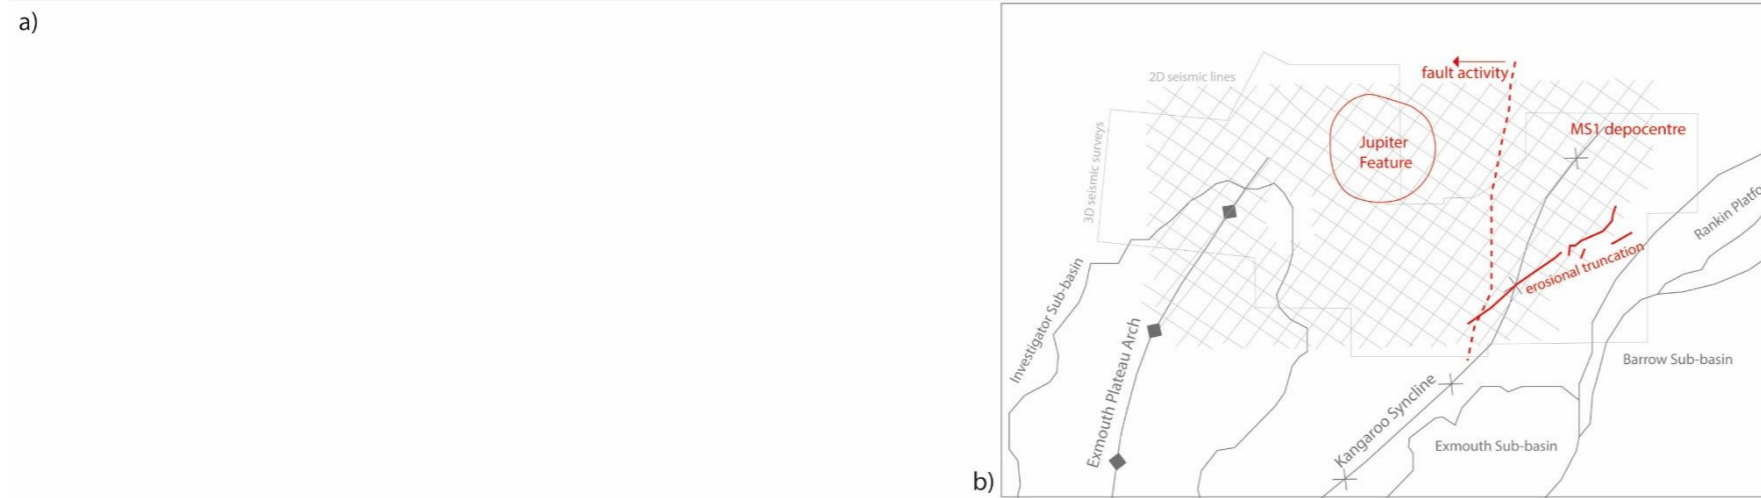 a)
2D seismic lines
fault activity
3D seismic surveys
Jupiter
Feature
MS1 depocentre
Rankin Platfo
erosional truncation
Investigator Sub-basin
Exmouth Plateau Arch
Kangaroo Syncline
Barrow Sub-basin
Exmouth Sub-basin
b)